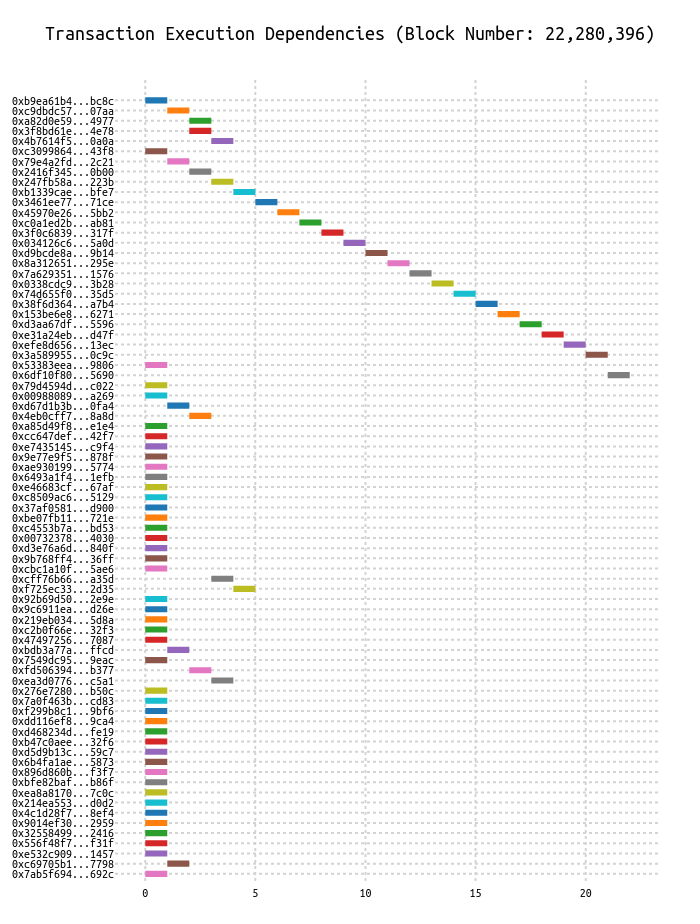 Transaction Execution Dependencies (Block Number: 22,280,396)
0xb9ea61b4...bc8c
0xc9dbdc57...07aa
0xa82d0e59...4977
0x3f8bd61e...4e78
0x4b7614f5...0a0a
0xc3099864...43f8
0x79e4a2fd...2c21
0x2416f345...0b00
0x247fb58a...223b
0xb1339cae...bfe7
0x3461ee77...71ce
0x45970e26...5bb2
0xc0a1ed2b...ab81
0x3f0c6839...317f
0x034126c6...5a0d
0xd9bcde8a...9b14
0x8a312651...295e
0x7a629351...1576
0x0338cdc9...3b28
0x74d655f0...35d5
0x38f6d364...a7b4
0x153be6e8...6271
0xd3aa67df...5596
0xe31a24eb...d47f
0xefe8d656...13ec
0x3a589955...0c9c
0x53383eea...9806
0x6df10f80...5690
0x79d4594d...c022
0x00988089...a269
0xd67d1b3b...0fa4
0x4eb0cff7...8a8d
0xa85d49f8...e1e4
0xcc647def...42f7
0xe7435145...c9f4
0x9e77e9f5...878f
0xae930199...5774
0x6493a1f4...1efb
0xe46683cf...67af
0xc8509ac6...5129
0x37af0581...d900
0xbe07fb11...721e
0xc4553b7a...bd53
0x00732378...4030
0xd3e76a6d...840f
0x9b768ff4...36ff
0xcbc1a10f...5ae6
0xcff76b66...a35d
0xf725ec33...2d35
0x92b69d50...2e9e
0x9c6911ea...d26e
0x219eb034...5d8a
0xc2b0f66e...32f3
0x47497256...7087
0xbdb3a77a...ffcd
0x7549dc95...9eac
0xfd506394...b377
0xea3d0776...c5a1
0x276e7280...b50c
0x7a0f463b...cd83
0xf299b8c1...9bf6
0xdd116ef8...9ca4
0xd468234d...fe19
0xb47c0aee...32f6
0xd5d9b13c...59c7
0x6b4fa1ae...5873
0x896d860b...f3f7
0xbfe82baf...b86f
0xea8a8170...7c0c
0x214ea553...d0d2
0x4c1d28f7...8ef4
0x9014ef30...2959
0x32558499...2416
0x556f48f7...f31f
0xe532c909...1457
0xc69705b1...7798
0x7ab5f694...692c
0 5 10 15 20